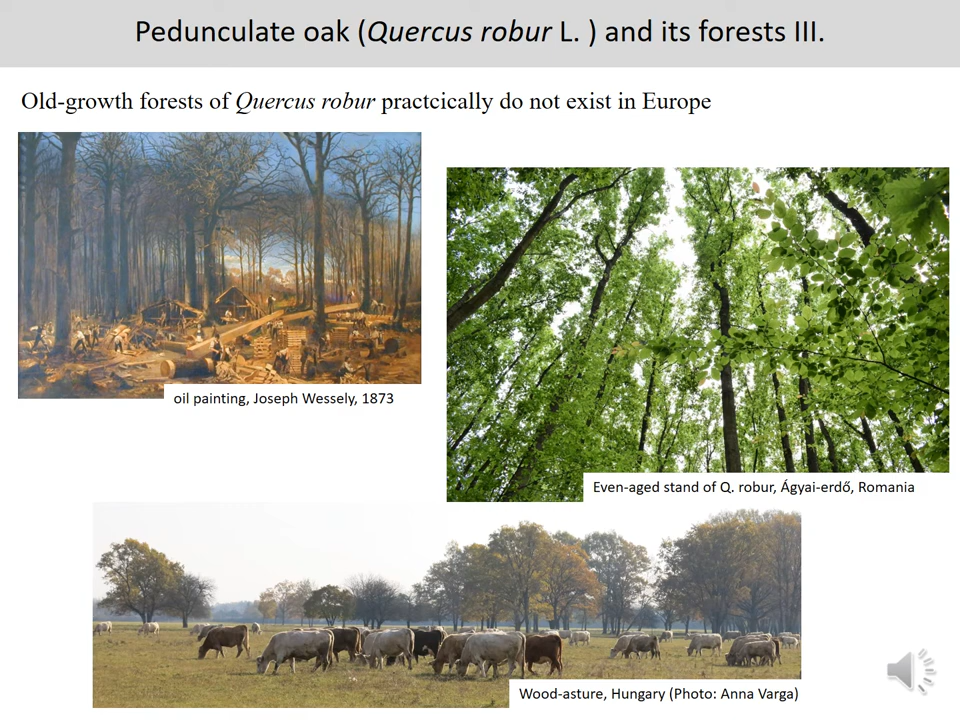 Pedunculate oak (Quercus robur L. ) and its forests III.
Old-growth forests of Quercus robur practcically do not exist in Europe
oil painting, Joseph Wessely, 1873
Even-aged stand of Q. robur, Ágyai-erdő, Romania
Wood-asture, Hungary (Photo: Anna Varga)